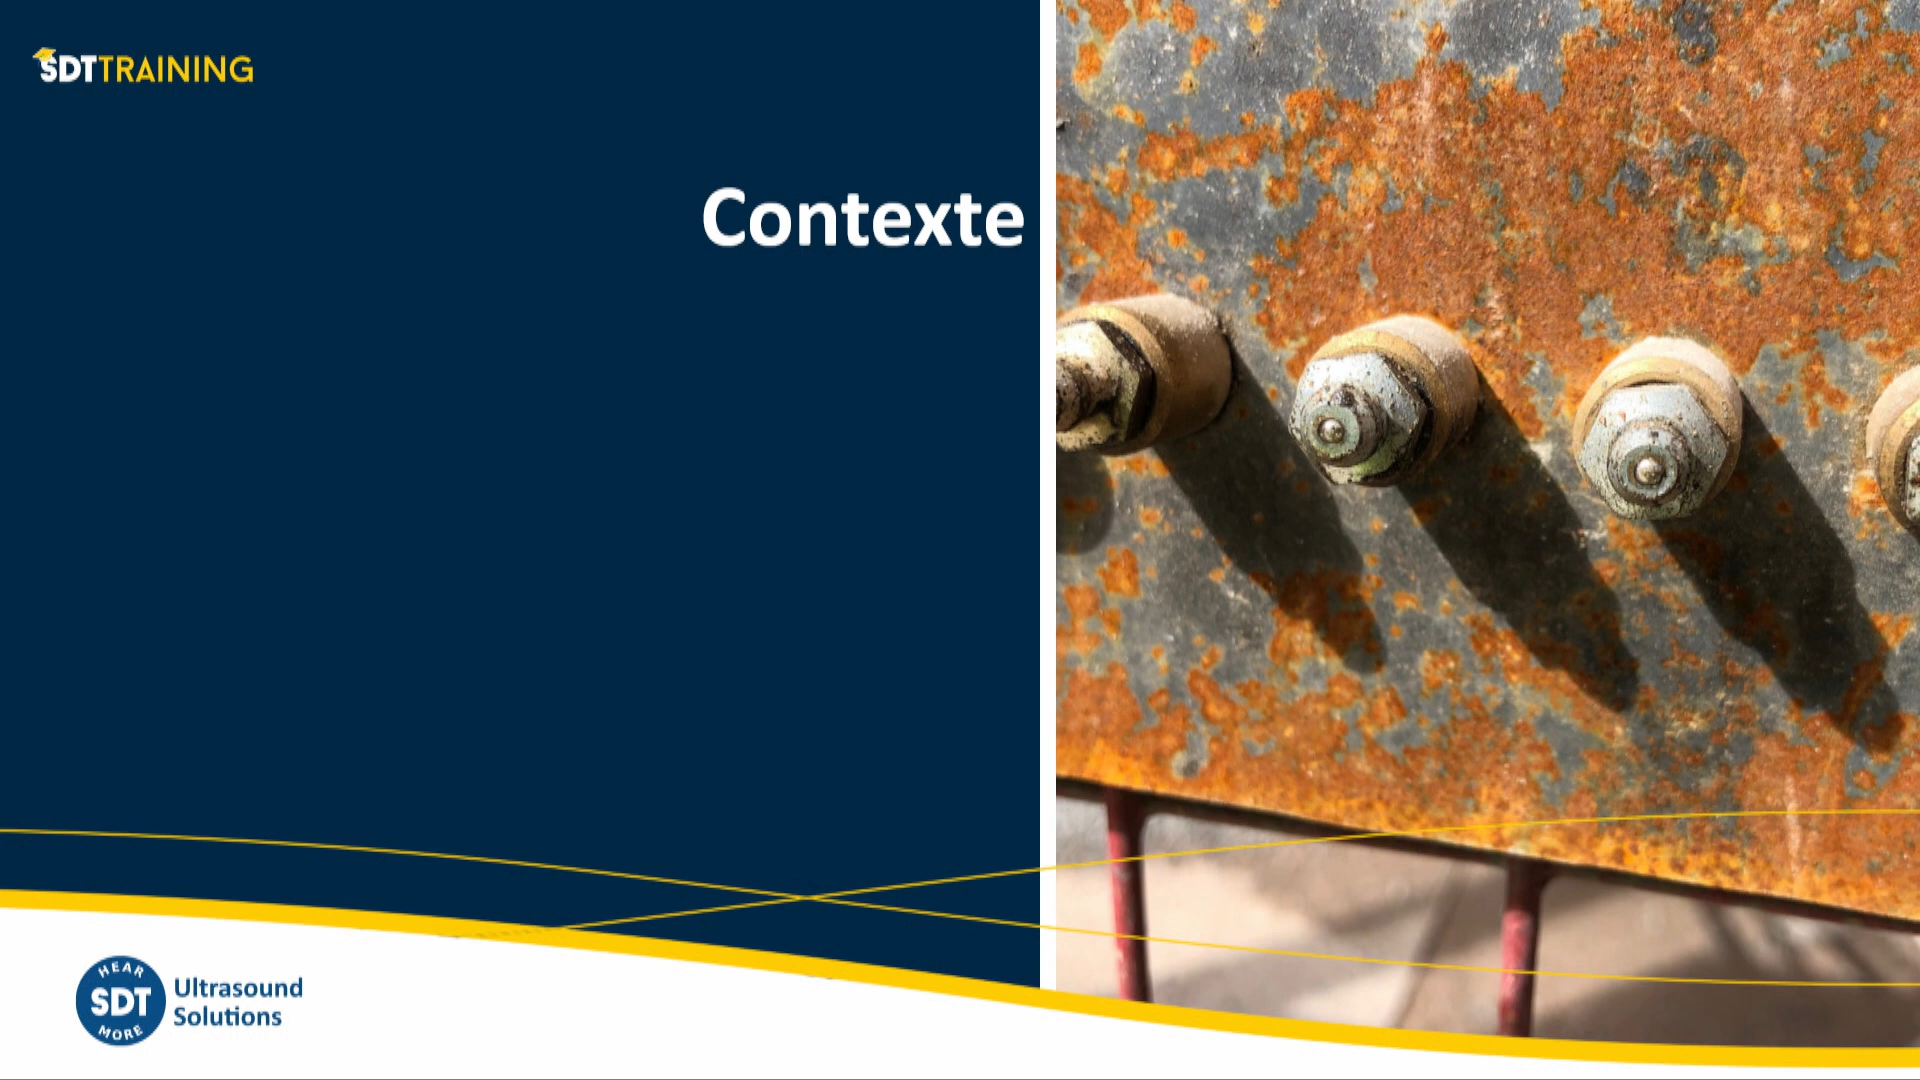 SDTTRAINING
Contexte
HEAR
SDT
MORE
Ultrasound
Solutions